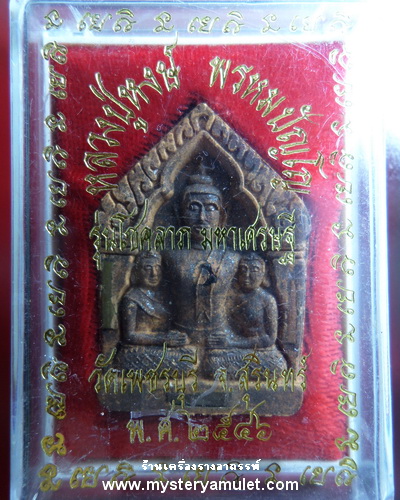 หลวงปู่หงษ์ พรหมปัญโญ
รุ่นโภคลาภ มหาเศรษฐี
วัดเพชรบุรี จ.สุรินทร์
พ.ศ.๒๕๔๖
ร้านเครื่องรางอาถรรพ์
www.mysteryamulet.com